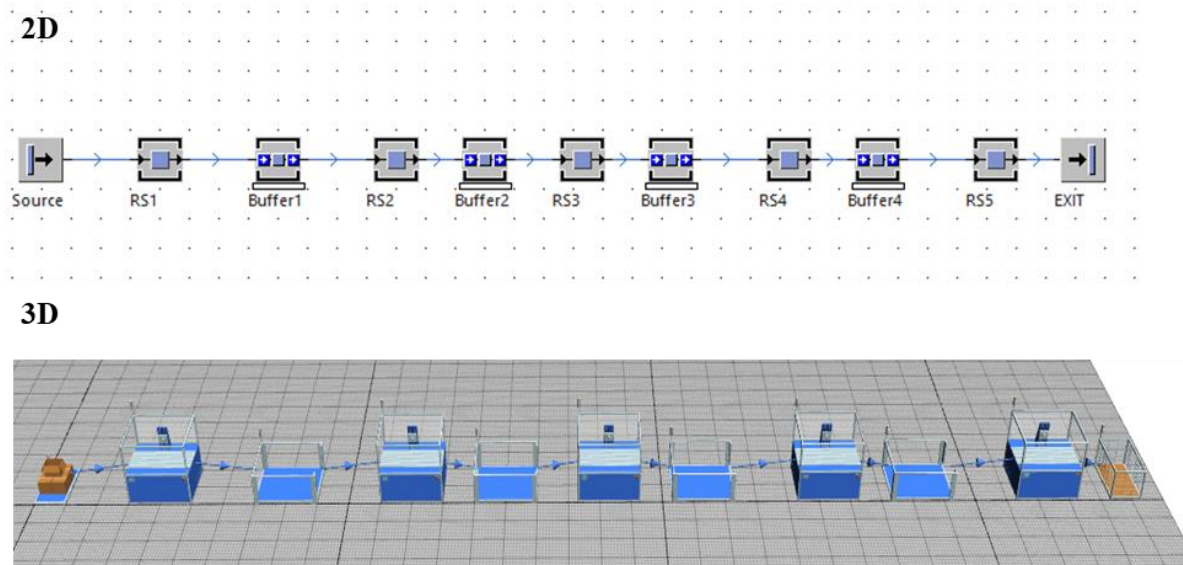 2D
Source RS1 Buffer1 RS2 Buffer2 RS3 Buffer3 RS4 Buffer4 RS5 EXIT
3D